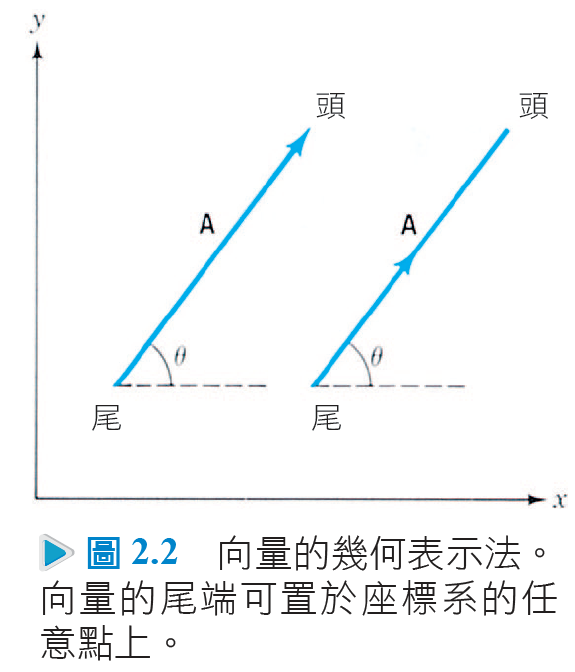 y
頭
頭
A
A
θ
θ
尾
尾
x
圖 2.2 向量的幾何表示法。
向量的尾端可置於座標系的任
意點上。